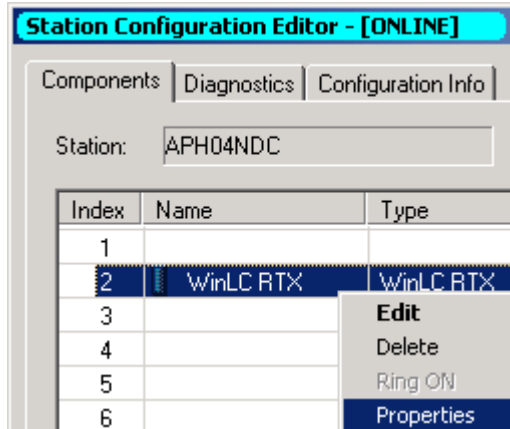 Station Configuration Editor - [ONLINE]
Components Diagnostics Configuration Info
Station: APH04NDC
Index Name Type
1
2 WinLC RTX WinLC RTX
3 Edit
4 Delete
5 Ring ON
6 Properties